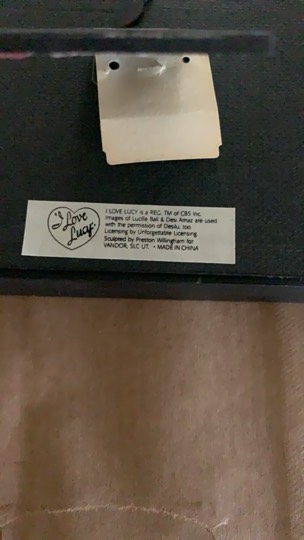 I Love
Lucy.
I LOVE LUCY is a REG. TM of CBS Inc.
Images of Lucille Ball & Desi Arnaz are used
with the permission of Desilu, too.
Licensing by Unforgettable Licensing
Sculpted by Preston Willingham for
VANDOR, SLC UT. • MADE IN CHINA